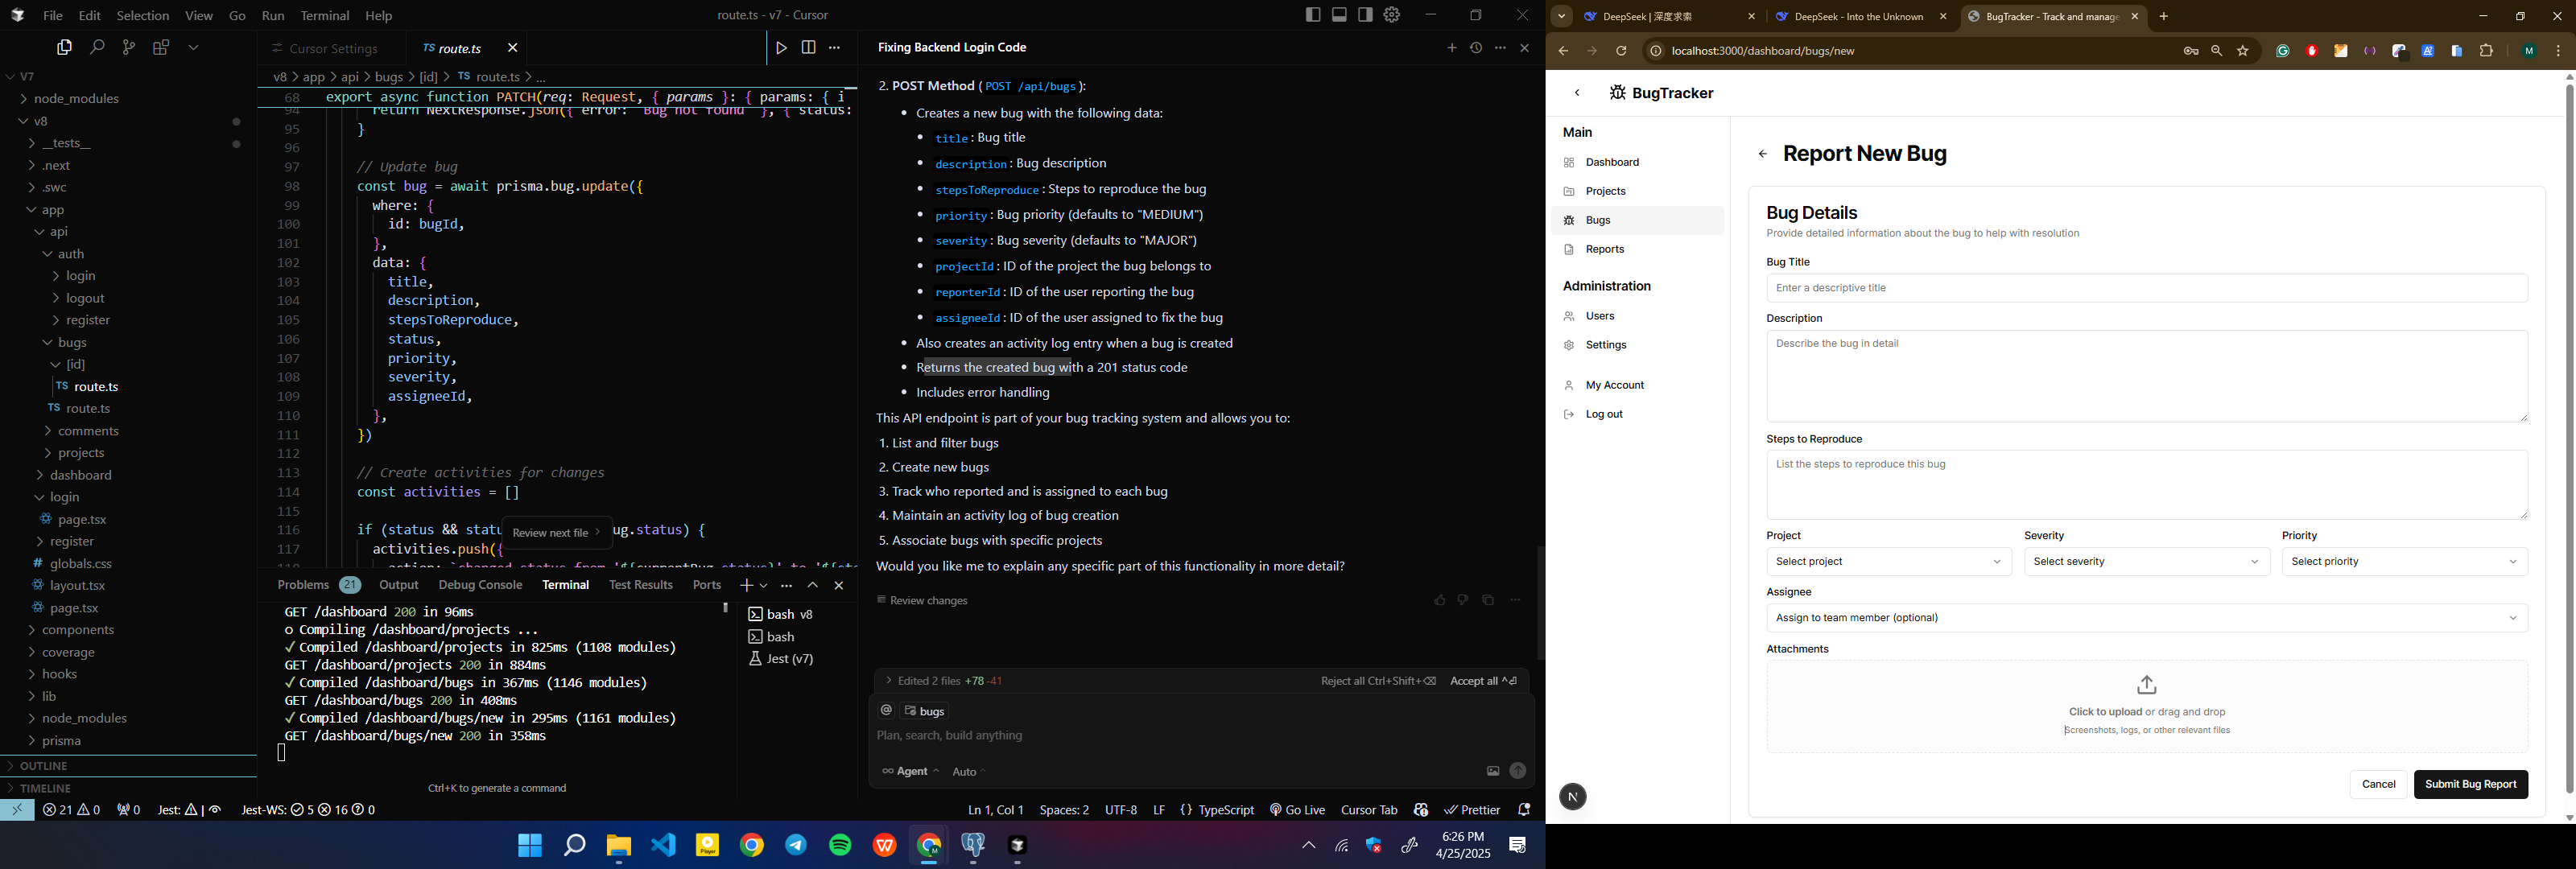 File Edit Selection View Go Run Terminal Help
route.ts - v7 - Cursor
V7
node_modules
v8
__tests__
.next
.swc
app
api
auth
login
logout
register
bugs
[id]
TS route.ts
TS route.ts
comments
projects
dashboard
login
page.tsx
register
# globals.css
layout.tsx
page.tsx
components
coverage
hooks
lib
node_modules
prisma
OUTLINE
TIMELINE
Cursor Settings
TS route.ts
v8 > app > api > bugs > [id] > TS route.ts > ...
68 export async function PATCH(req: Request, { params }: { params: { i
94 return NextResponse.json({ error: "Bug not found" }, { status:
95 }
96
97 // Update bug
98 const bug = await prisma.bug.update({
99 where: {
100 id: bugId,
101 },
102 data: {
103 title,
104 description,
105 stepsToReproduce,
106 status,
107 priority,
108 severity,
109 assigneeId,
110 },
111 })
112
113 // Create activities for changes
114 const activities = []
115
116 if (status && statu
ug.status) {
Review next file >
117 activities.push({
Problems 21 Output Debug Console Terminal Test Results Ports
GET /dashboard 200 in 96ms
○ Compiling /dashboard/projects ...
✓ Compiled /dashboard/projects in 825ms (1108 modules)
GET /dashboard/projects 200 in 884ms
✓ Compiled /dashboard/bugs in 367ms (1146 modules)
GET /dashboard/bugs 200 in 408ms
✓ Compiled /dashboard/bugs/new in 295ms (1161 modules)
GET /dashboard/bugs/new 200 in 358ms
Ctrl+K to generate a command
bash v8
bash
Jest (v7)
Fixing Backend Login Code
2. POST Method ( POST /api/bugs ):
• Creates a new bug with the following data:
• title : Bug title
• description : Bug description
• stepsToReproduce : Steps to reproduce the bug
• priority : Bug priority (defaults to "MEDIUM")
• severity : Bug severity (defaults to "MAJOR")
• projectId : ID of the project the bug belongs to
• reporterId : ID of the user reporting the bug
• assigneeId : ID of the user assigned to fix the bug
• Also creates an activity log entry when a bug is created
• Returns the created bug with a 201 status code
• Includes error handling
This API endpoint is part of your bug tracking system and allows you to:
1. List and filter bugs
2. Create new bugs
3. Track who reported and is assigned to each bug
4. Maintain an activity log of bug creation
5. Associate bugs with specific projects
Would you like me to explain any specific part of this functionality in more detail?
Review changes
Edited 2 files +78 -41
Reject all Ctrl+Shift+⌫ Accept all ^⏎
@ bugs
Plan, search, build anything
∞ Agent Auto
21 0 0 Jest: | Jest-WS: 5 16 0
Ln 1, Col 1 Spaces: 2 UTF-8 LF {} TypeScript Go Live Cursor Tab Prettier
6:26 PM
4/25/2025
DeepSeek | 深度求索
DeepSeek - Into the Unknown
BugTracker - Track and manage
localhost:3000/dashboard/bugs/new
M
BugTracker
Main
Dashboard
Projects
Bugs
Reports
Administration
Users
Settings
My Account
Log out
N
Report New Bug
Bug Details
Provide detailed information about the bug to help with resolution
Bug Title
Enter a descriptive title
Description
Describe the bug in detail
Steps to Reproduce
List the steps to reproduce this bug
Project Severity Priority
Select project Select severity Select priority
Assignee
Assign to team member (optional)
Attachments
Click to upload or drag and drop
Screenshots, logs, or other relevant files
Cancel Submit Bug Report